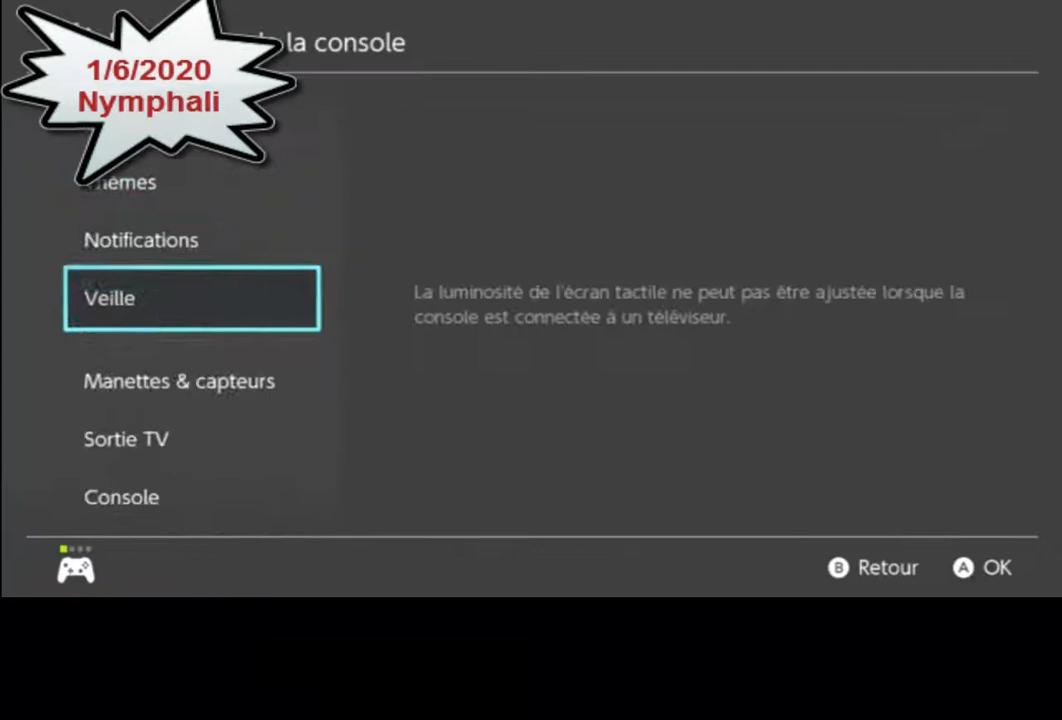 la console
1/6/2020
Nymphali
Notifications
Veille
La luminosité de l'écran tactile ne peut pas être ajustée lorsque la
console est connectée à un téléviseur.
Manettes & capteurs
Sortie TV
Console
B Retour
A OK